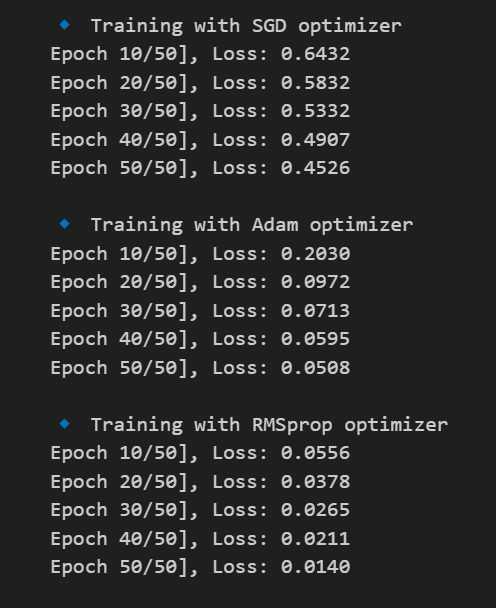 🔹 Training with SGD optimizer
Epoch 10/50], Loss: 0.6432
Epoch 20/50], Loss: 0.5832
Epoch 30/50], Loss: 0.5332
Epoch 40/50], Loss: 0.4907
Epoch 50/50], Loss: 0.4526
🔹 Training with Adam optimizer
Epoch 10/50], Loss: 0.2030
Epoch 20/50], Loss: 0.0972
Epoch 30/50], Loss: 0.0713
Epoch 40/50], Loss: 0.0595
Epoch 50/50], Loss: 0.0508
🔹 Training with RMSprop optimizer
Epoch 10/50], Loss: 0.0556
Epoch 20/50], Loss: 0.0378
Epoch 30/50], Loss: 0.0265
Epoch 40/50], Loss: 0.0211
Epoch 50/50], Loss: 0.0140